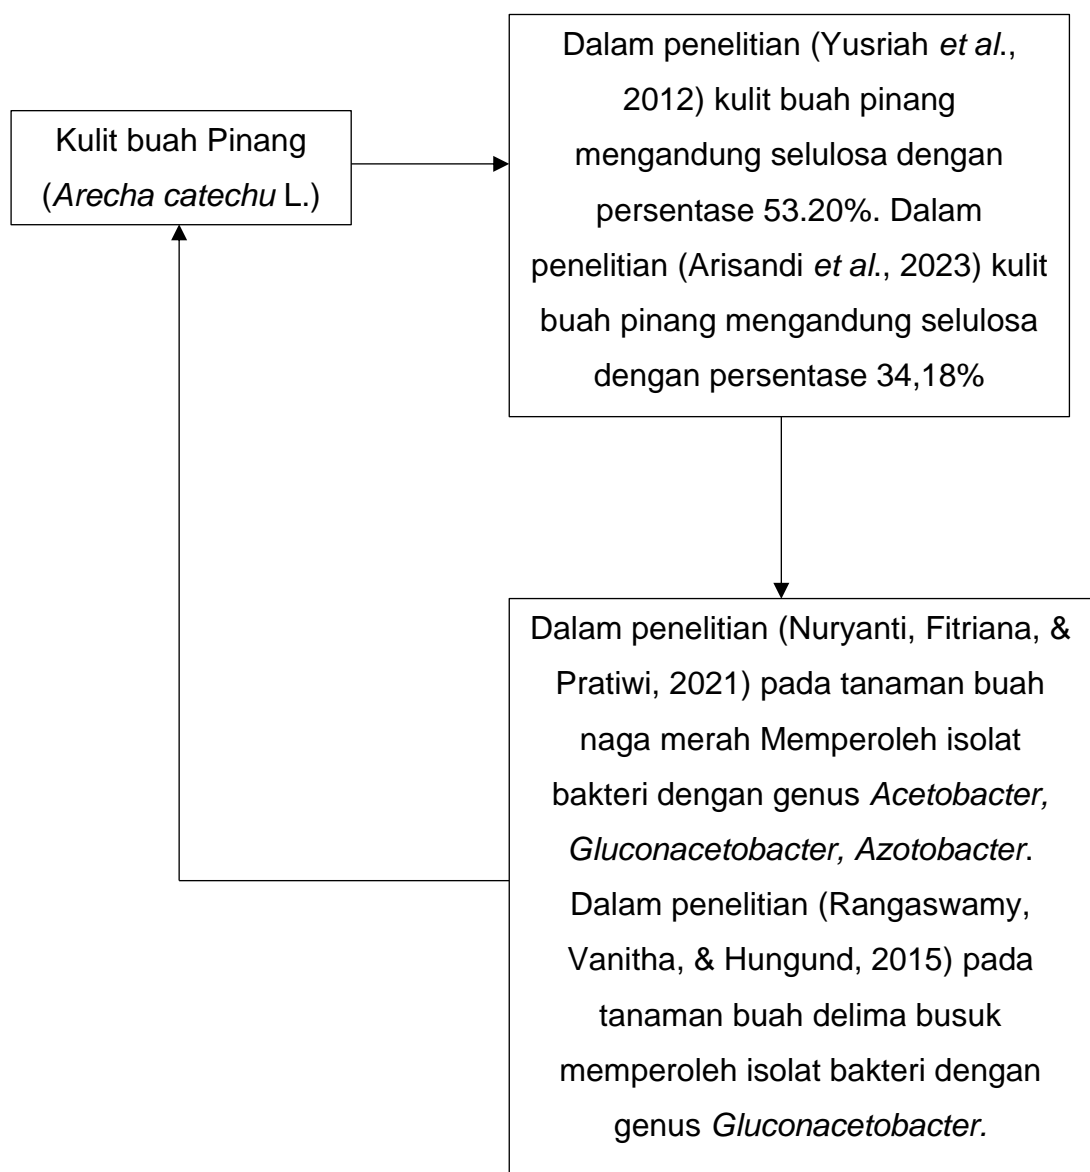 Kulit buah Pinang
(Arecha catechu L.)
Dalam penelitian (Yusriah et al.,
2012) kulit buah pinang
mengandung selulosa dengan
persentase 53.20%. Dalam
penelitian (Arisandi et al., 2023) kulit
buah pinang mengandung selulosa
dengan persentase 34,18%
Dalam penelitian (Nuryanti, Fitriana, &
Pratiwi, 2021) pada tanaman buah
naga merah Memperoleh isolat
bakteri dengan genus Acetobacter,
Gluconacetobacter, Azotobacter.
Dalam penelitian (Rangaswamy,
Vanitha, & Hungund, 2015) pada
tanaman buah delima busuk
memperoleh isolat bakteri dengan
genus Gluconacetobacter.